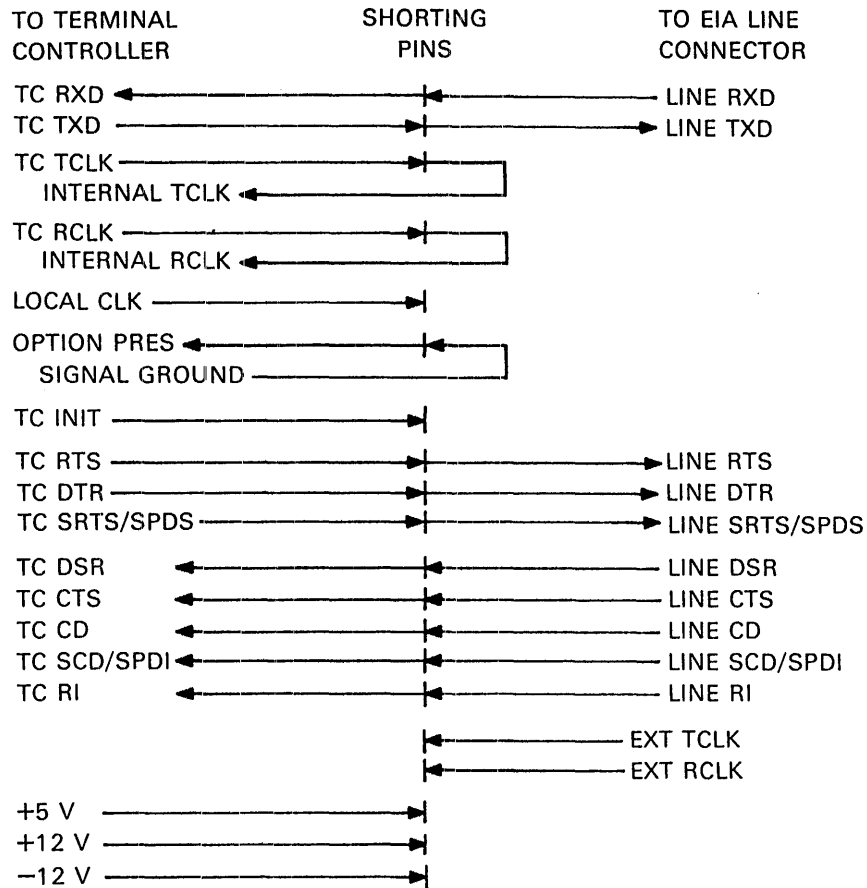 TO TERMINAL CONTROLLER
SHORTING PINS
TO EIA LINE CONNECTOR
TC RXD LINE RXD
TC TXD LINE TXD
TC TCLK
INTERNAL TCLK
TC RCLK
INTERNAL RCLK
LOCAL CLK
OPTION PRES
SIGNAL GROUND
TC INIT
TC RTS LINE RTS
TC DTR LINE DTR
TC SRTS/SPDS LINE SRTS/SPDS
TC DSR LINE DSR
TC CTS LINE CTS
TC CD LINE CD
TC SCD/SPDI LINE SCD/SPDI
TC RI LINE RI
EXT TCLK
EXT RCLK
+5 V
+12 V
−12 V